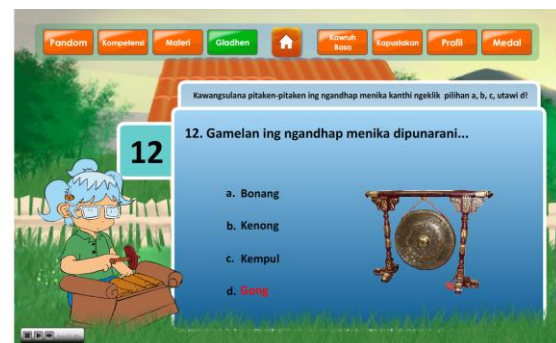 Pandom
Kompetensi
Materi
Gladhen
Kawruh
Basa
Kapustakan
Profil
Medal
Kawangsulana pitaken-pitaken ing ngandhap menika kanthi ngeklik pilihan a, b, c, utawi d!
12
12. Gamelan ing ngandhap menika dipunarani...
a. Bonang
b. Kenong
c. Kempul
d. Gong